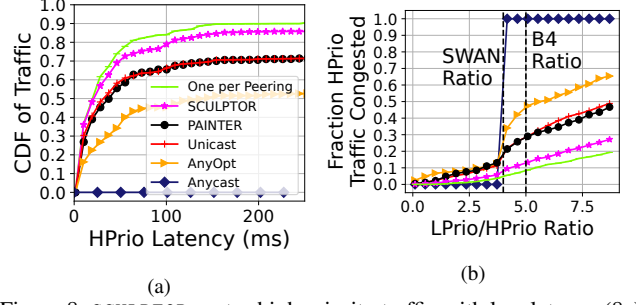 CDF of Traffic
1.0
0.9
0.8
0.7
0.6
0.5
0.4
0.3
0.2
0.1
0.0
One per Peering
SCULPTOR
PAINTER
Unicast
AnyOpt
Anycast
0
100
200
HPrio Latency (ms)
(a)
Fraction HPrio
Traffic Congested
1.0
0.9
0.8
0.7
0.6
0.5
0.4
0.3
0.2
0.1
0.0
SWAN
Ratio
B4
Ratio
0.0
2.5
5.0
7.5
LPrio/HPrio Ratio
(b)